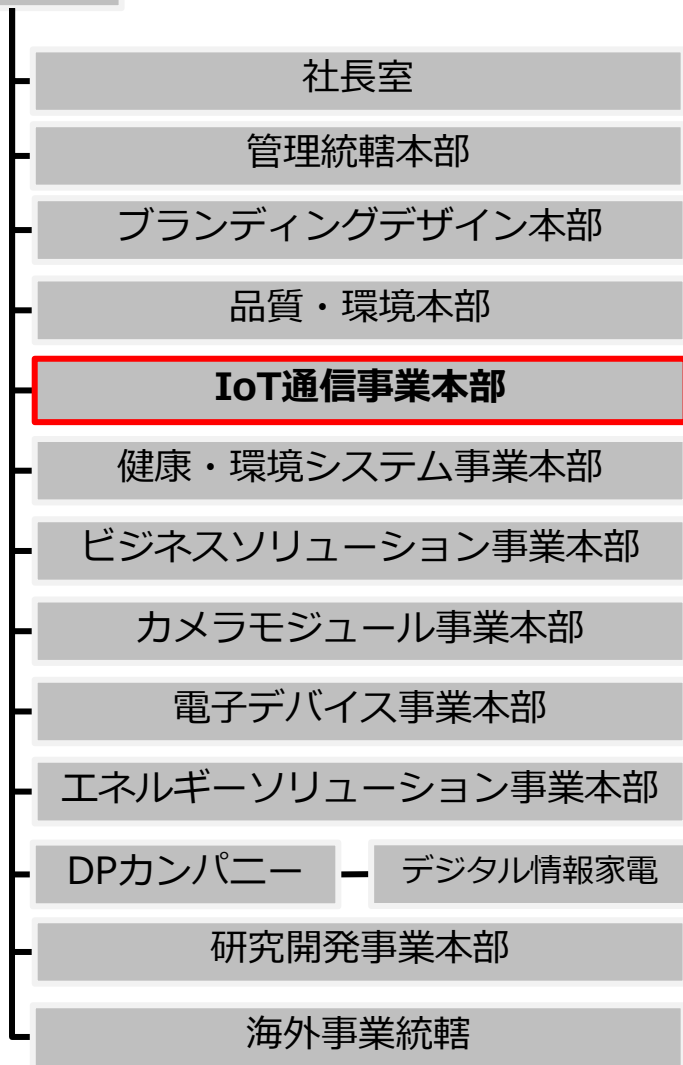 社長室
管理統轄本部
ブランディングデザイン本部
品質・環境本部
IoT通信事業本部
健康・環境システム事業本部
ビジネスソリューション事業本部
カメラモジュール事業本部
電子デバイス事業本部
エネルギーソリューション事業本部
DPカンパニー
デジタル情報家電
研究開発事業本部
海外事業統轄